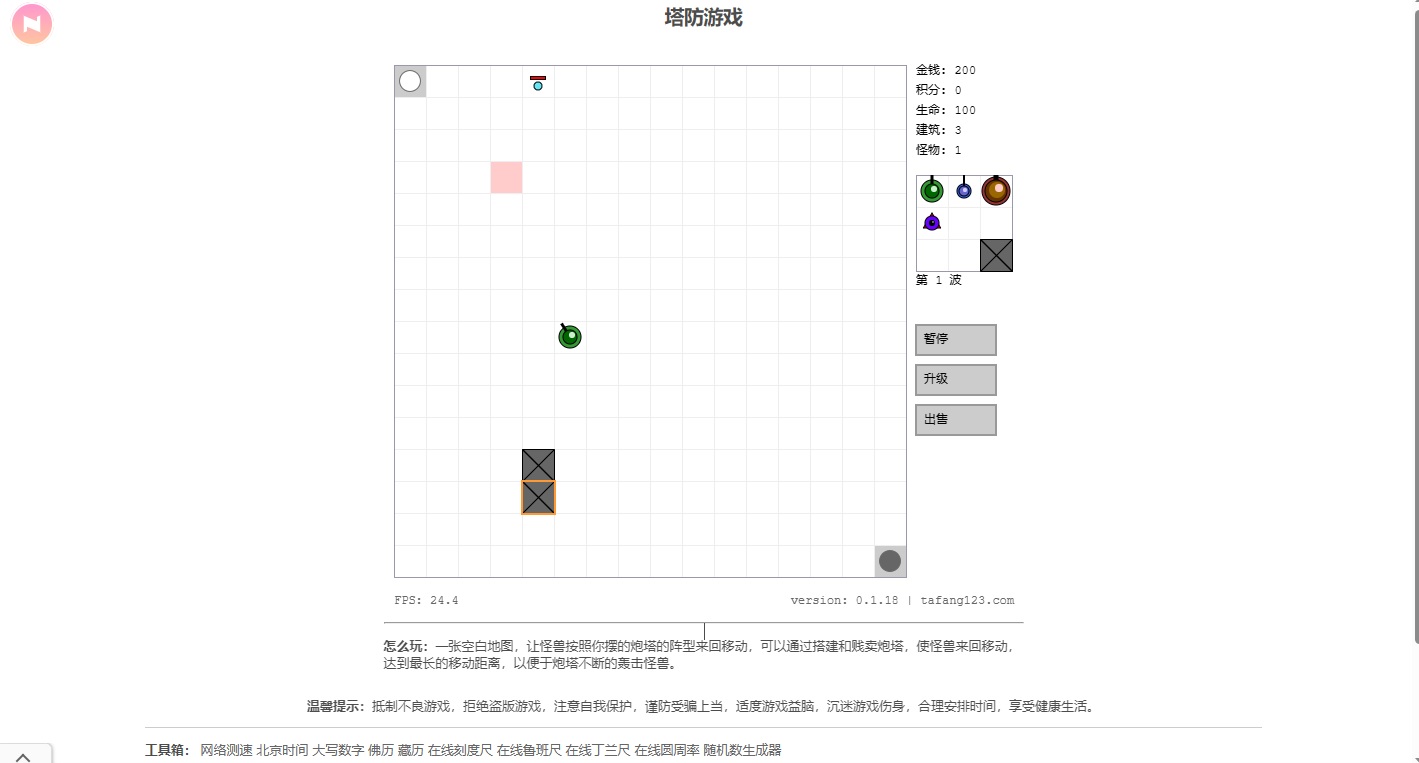 塔防游戏
金钱: 200
积分: 0
生命: 100
建筑: 3
怪物: 1
第 1 波
暂停
升级
出售
FPS: 24.4
version: 0.1.18 | tafang123.com
怎么玩：一张空白地图，让怪兽按照你摆的炮塔的阵型来回移动，可以通过搭建和贱卖炮塔，使怪兽来回移动，
达到最长的移动距离，以便于炮塔不断的轰击怪兽。
温馨提示：抵制不良游戏，拒绝盗版游戏，注意自我保护，谨防受骗上当，适度游戏益脑，沉迷游戏伤身，合理安排时间，享受健康生活。
工具箱： 网络测速 北京时间 大写数字 佛历 藏历 在线刻度尺 在线鲁班尺 在线丁兰尺 在线圆周率 随机数生成器